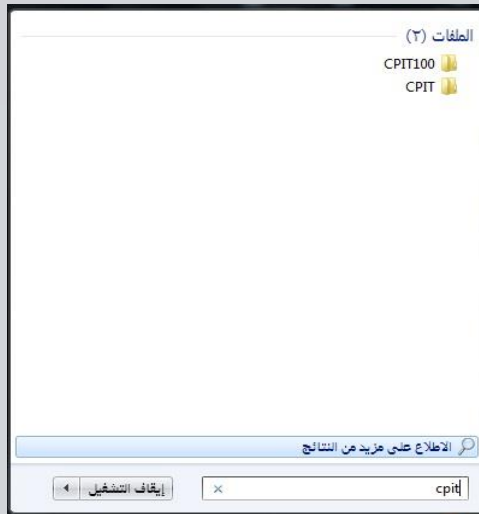 الملفات (٢)
CPIT100
CPIT
الاطلاع على مزيد من النتائج
cpit
إيقاف التشغيل